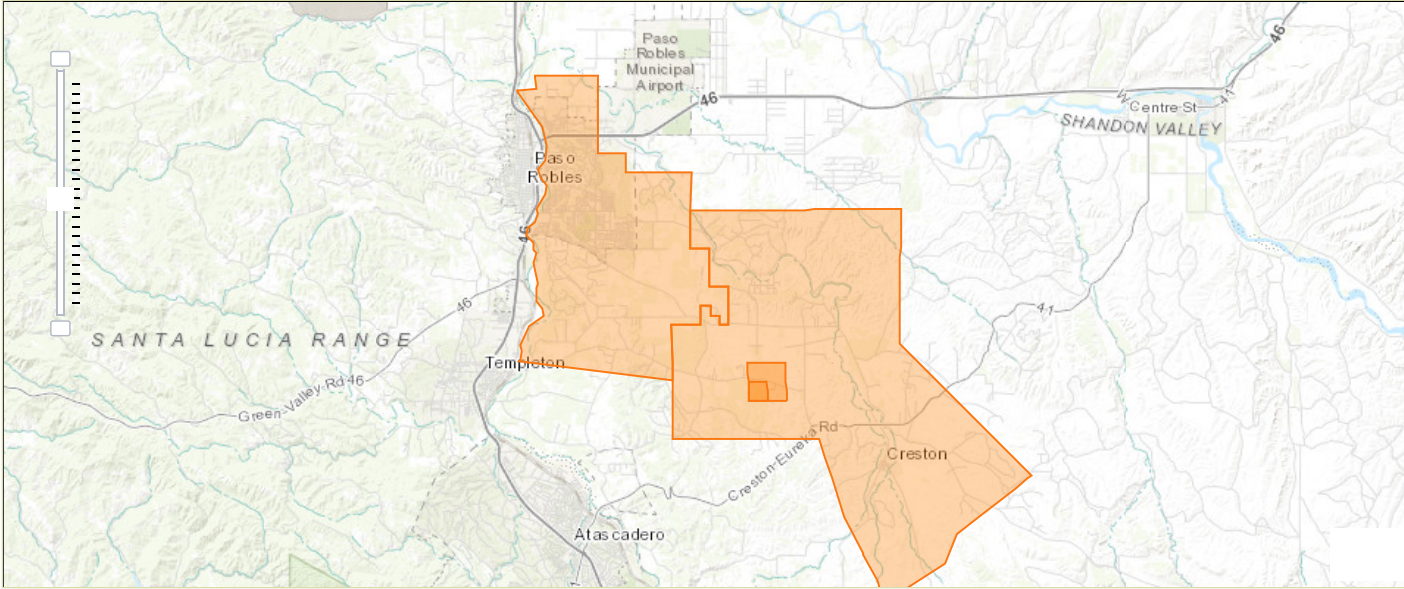 46
Paso
Robles
Municipal
Airport
46
W
Centre St
41
SHANDON VALLEY
Paso
Robles
46
46
41
SANTA LUCIA RANGE
Templeton
Green-Valley Rd 46
Creston-Eureka Rd
Creston
Atascadero